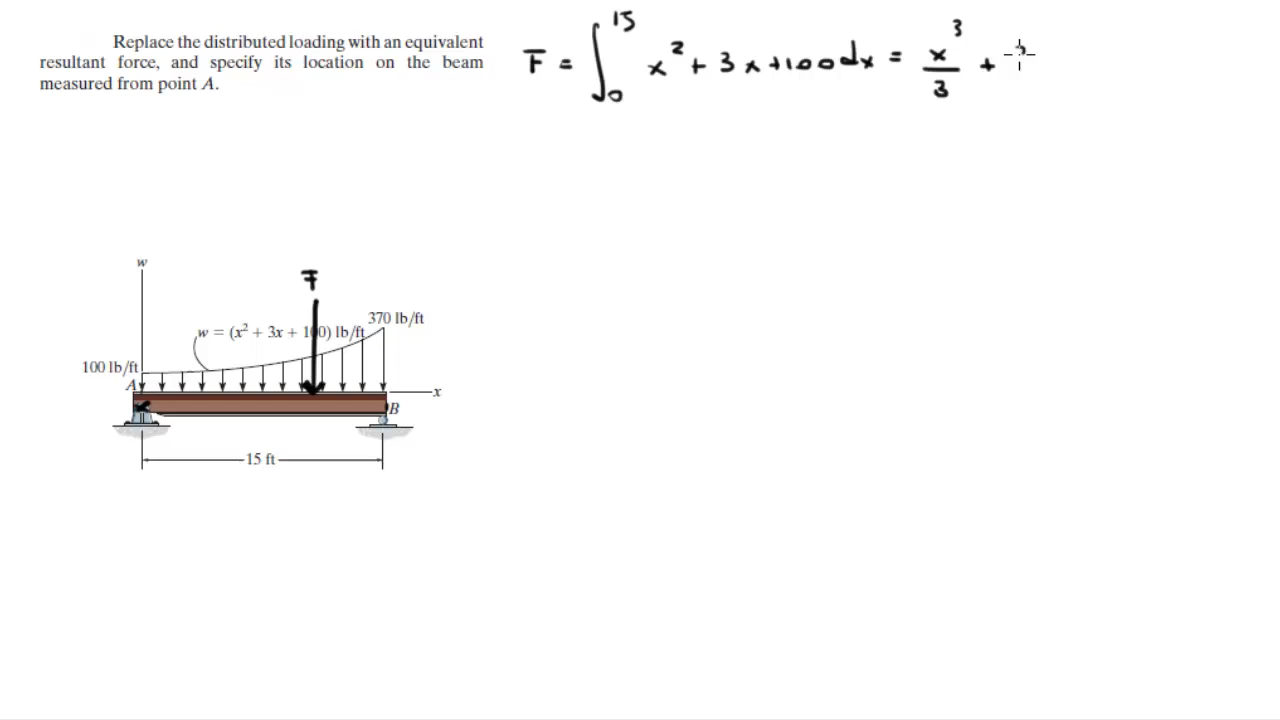 Replace the distributed loading with an equivalent
resultant force, and specify its location on the beam
measured from point A.
F = ∫₀¹⁵ x² + 3x + 100 dx = x³/3 +
w
F
370 lb/ft
w = (x² + 3x + 100) lb/ft
100 lb/ft
A
x
B
15 ft